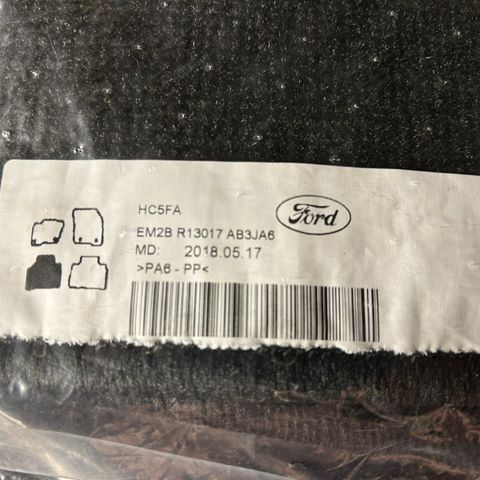 HC5FA
Ford
EM2B R13017 AB3JA6
MD: 2018.05.17
>PA6 - PP<